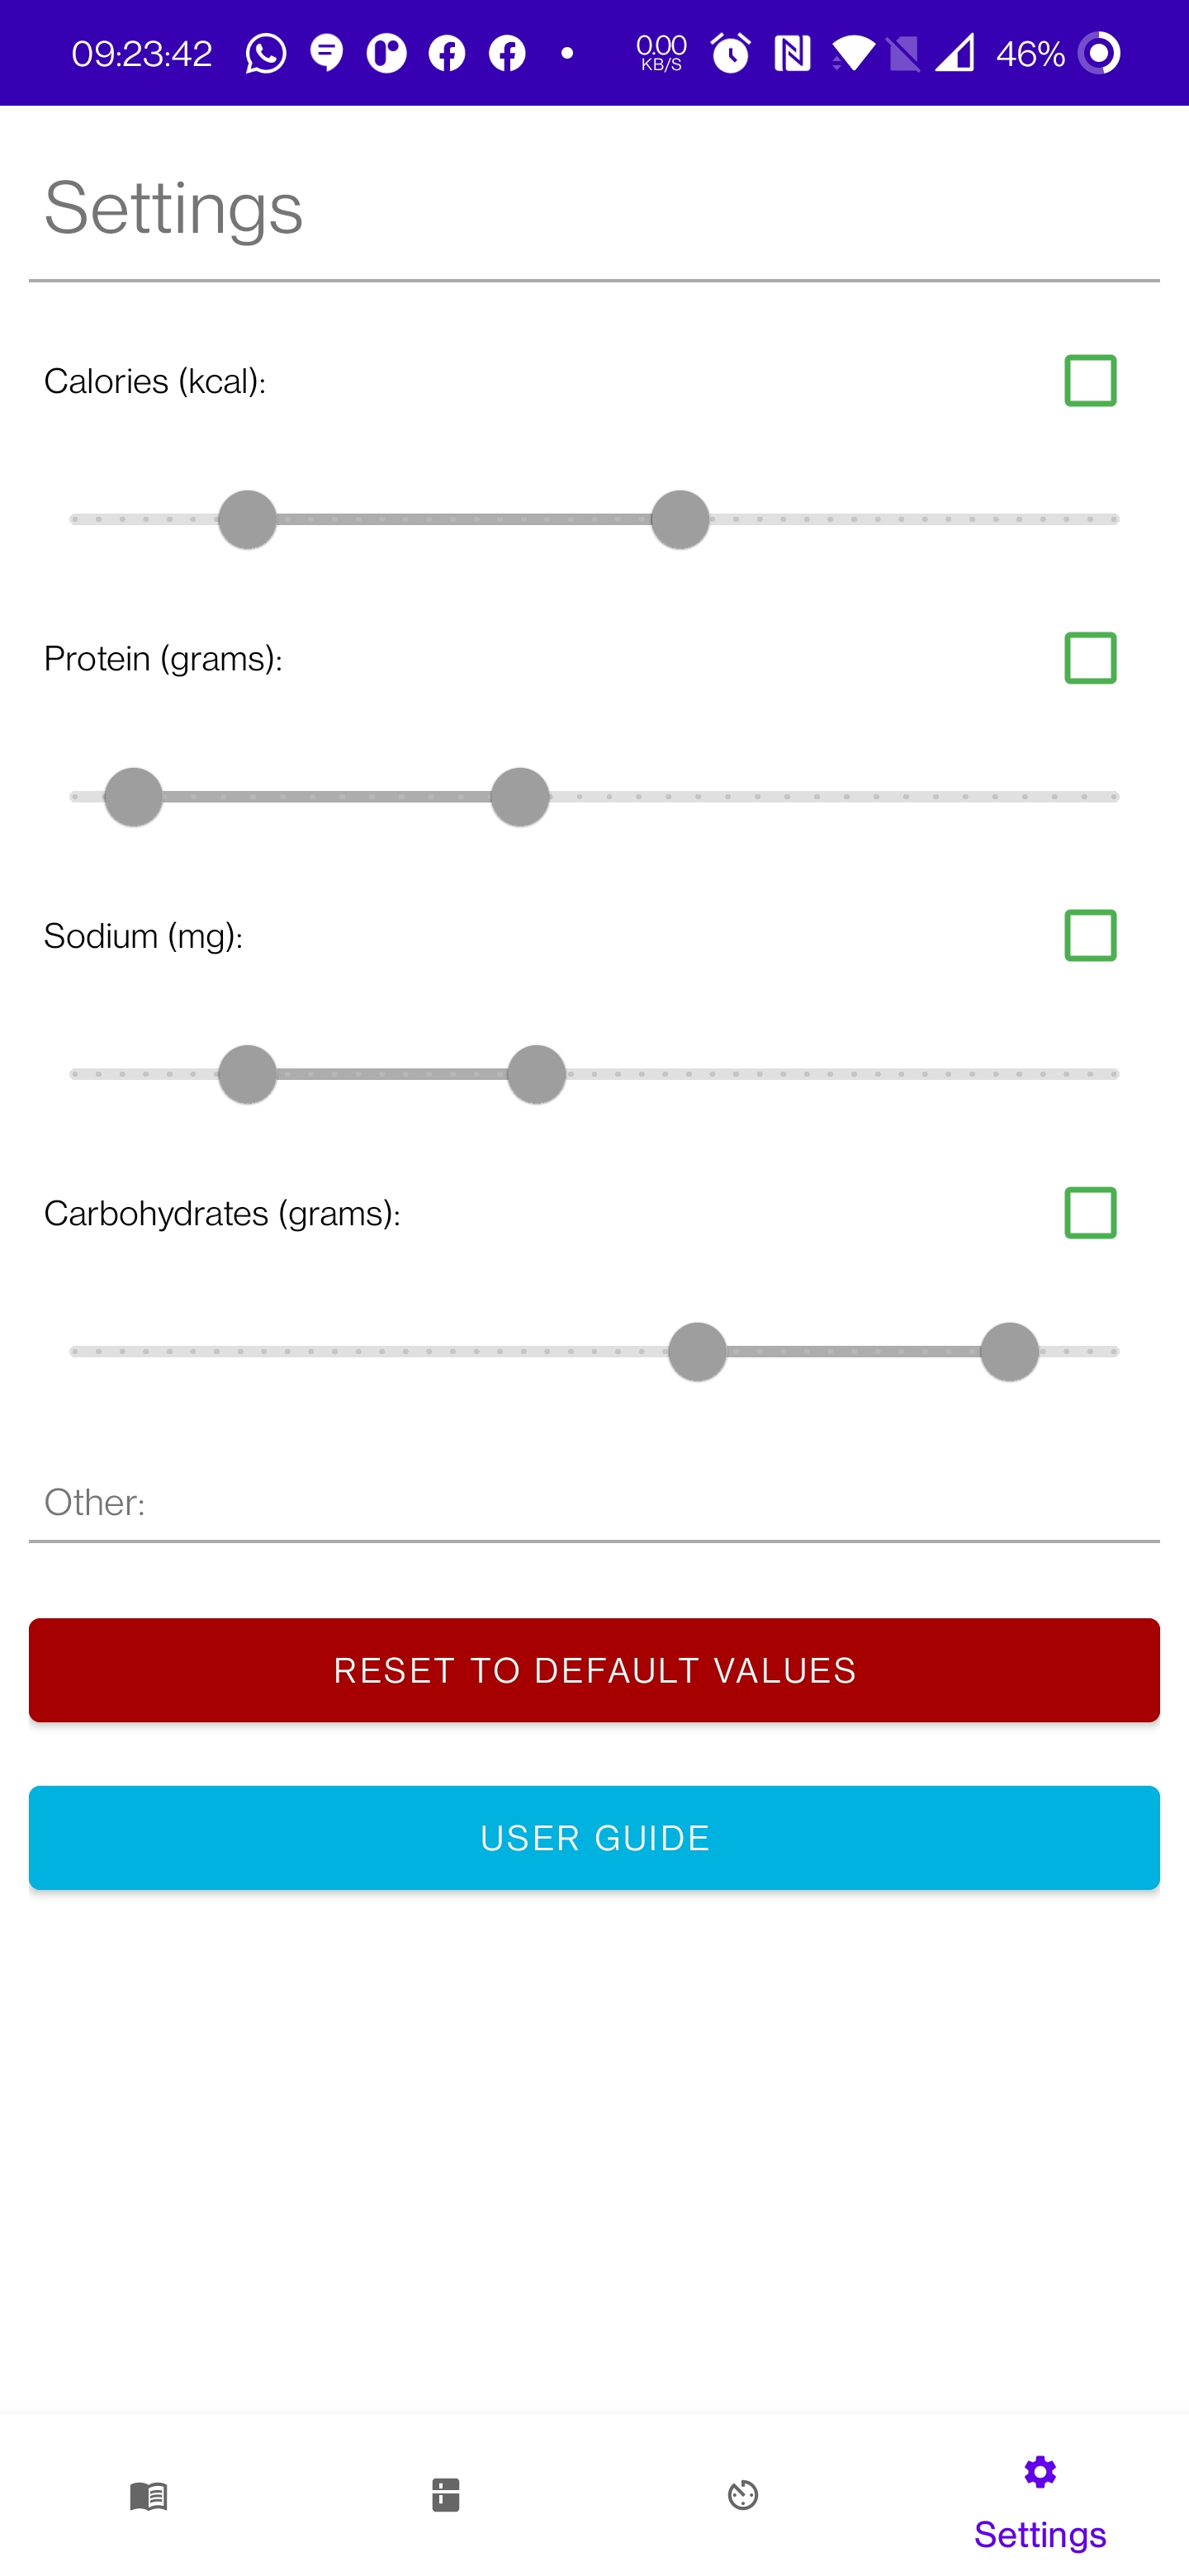 09:23:42 0.00 KB/S 46%
Settings
Calories (kcal):
Protein (grams):
Sodium (mg):
Carbohydrates (grams):
Other:
RESET TO DEFAULT VALUES
USER GUIDE
Settings